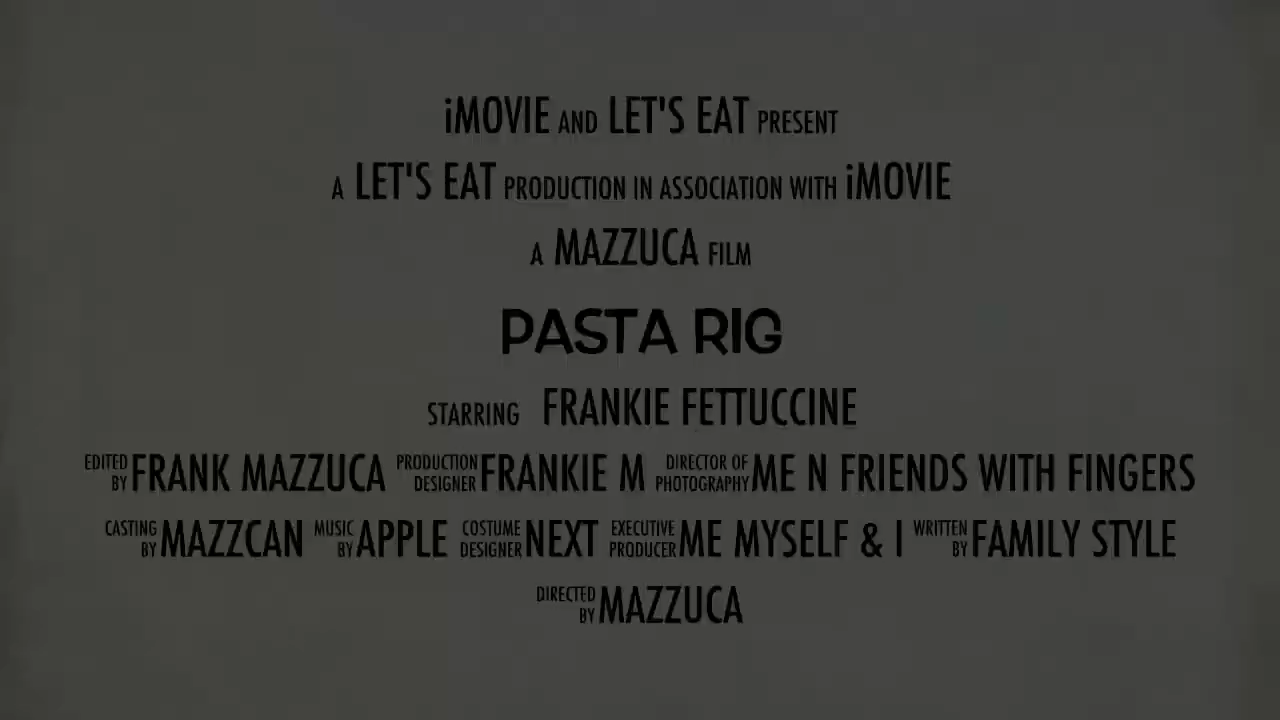 iMOVIE AND LET'S EAT PRESENT
A LET'S EAT PRODUCTION IN ASSOCIATION WITH iMOVIE
A MAZZUCA FILM
PASTA RIG
STARRING FRANKIE FETTUCCINE
EDITED BY FRANK MAZZUCA PRODUCTION DESIGNER FRANKIE M DIRECTOR OF PHOTOGRAPHY ME N FRIENDS WITH FINGERS
CASTING BY MAZZCAN MUSIC BY APPLE COSTUME DESIGNER NEXT EXECUTIVE PRODUCER ME MYSELF & I WRITTEN BY FAMILY STYLE
DIRECTED BY MAZZUCA